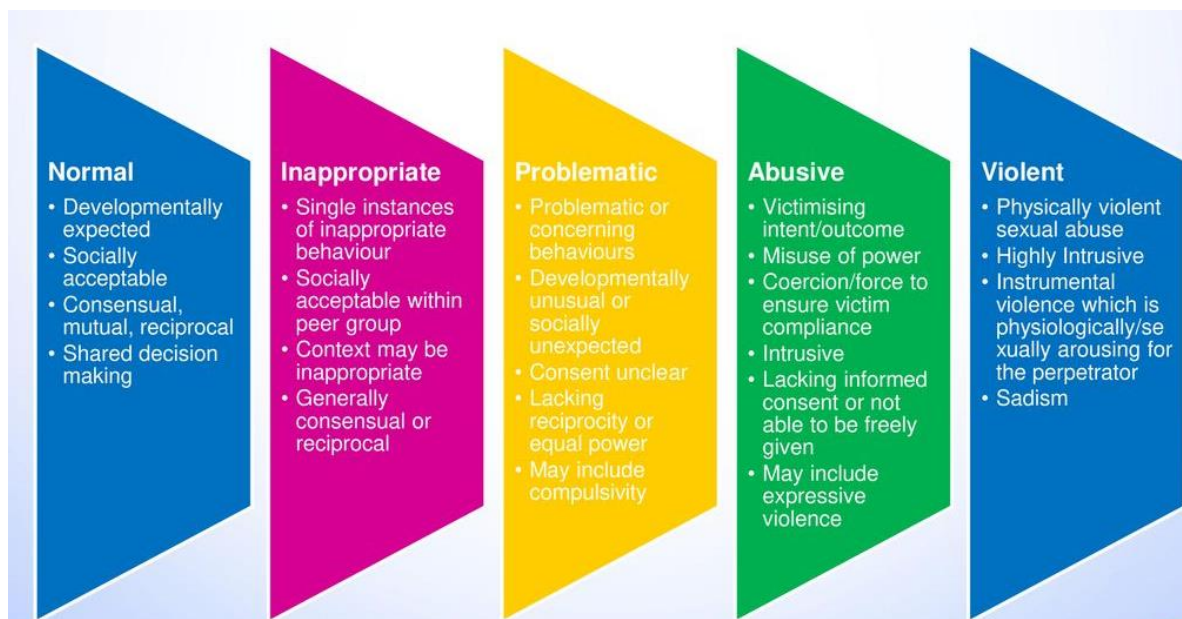 Normal
• Developmentally
expected
• Socially
acceptable
• Consensual,
mutual, reciprocal
• Shared decision
making
Inappropriate
• Single instances
of inappropriate
behaviour
• Socially
acceptable within
peer group
• Context may be
inappropriate
• Generally
consensual or
reciprocal
Problematic
• Problematic or
concerning
behaviours
• Developmentally
unusual or
socially
unexpected
• Consent unclear
• Lacking
reciprocity or
equal power
• May include
compulsivity
Abusive
• Victimising
intent/outcome
• Misuse of power
• Coercion/force to
ensure victim
compliance
• Intrusive
• Lacking informed
consent or not
able to be freely
given
• May include
expressive
violence
Violent
• Physically violent
sexual abuse
• Highly Intrusive
• Instrumental
violence which is
physiologically/se
xually arousing for
the perpetrator
• Sadism